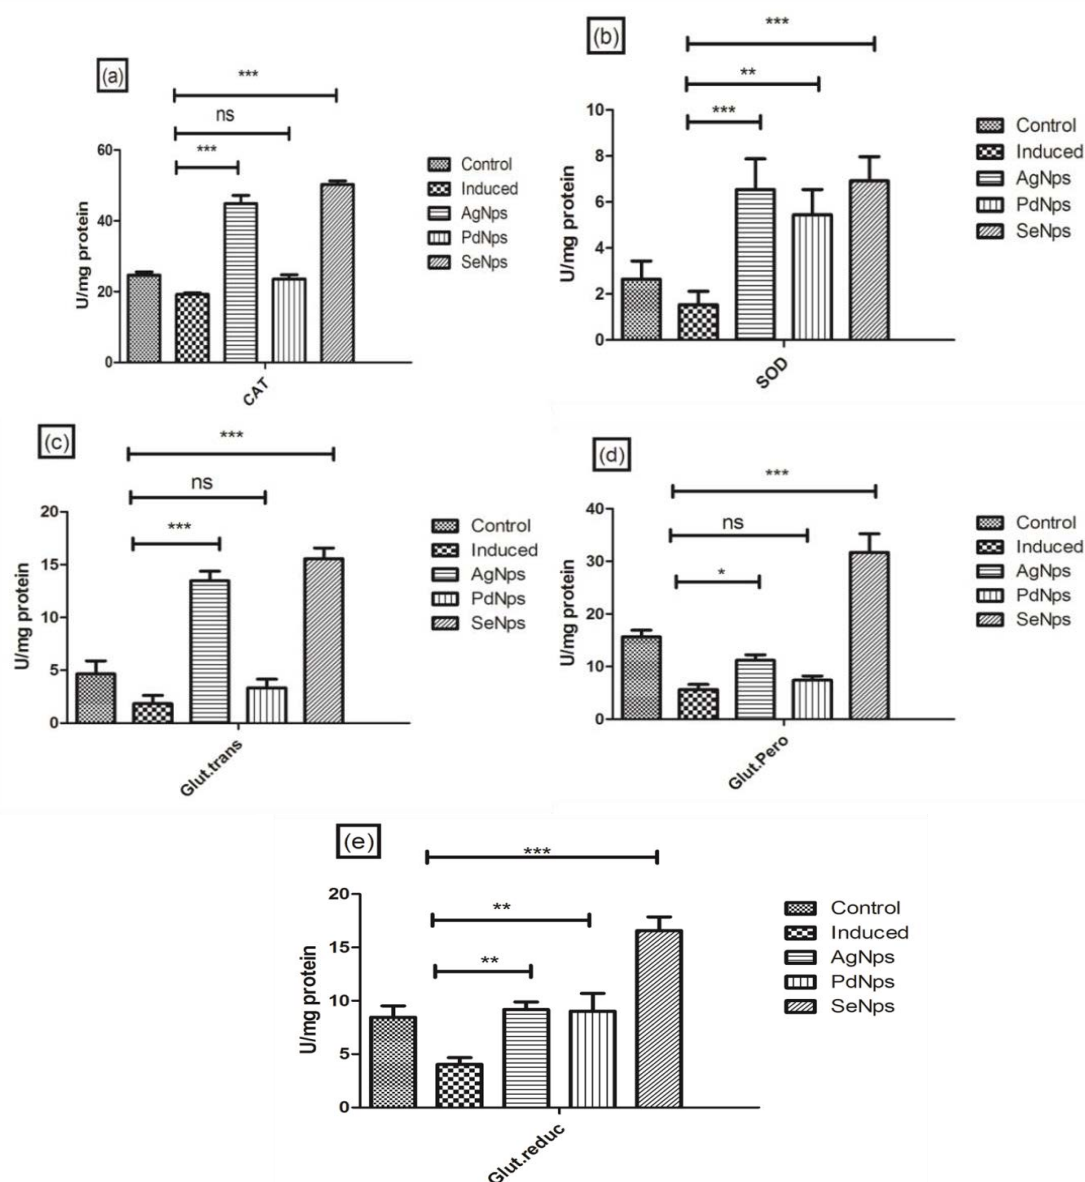 (a)
***
ns
***
60
40
20
0
U/mg protein
CAT
Control
Induced
AgNps
PdNps
SeNps
(b)
***
**
***
10
8
6
4
2
0
U/mg protein
SOD
Control
Induced
AgNps
PdNps
SeNps
(c)
***
ns
***
20
15
10
5
0
U/mg protein
Glut.trans
Control
Induced
AgNps
PdNps
SeNps
(d)
***
ns
*
40
30
20
10
0
U/mg protein
Glut.Pero
Control
Induced
AgNps
PdNps
SeNps
(e)
***
**
**
20
15
10
5
0
U/mg protein
Glut.reduc
Control
Induced
AgNps
PdNps
SeNps